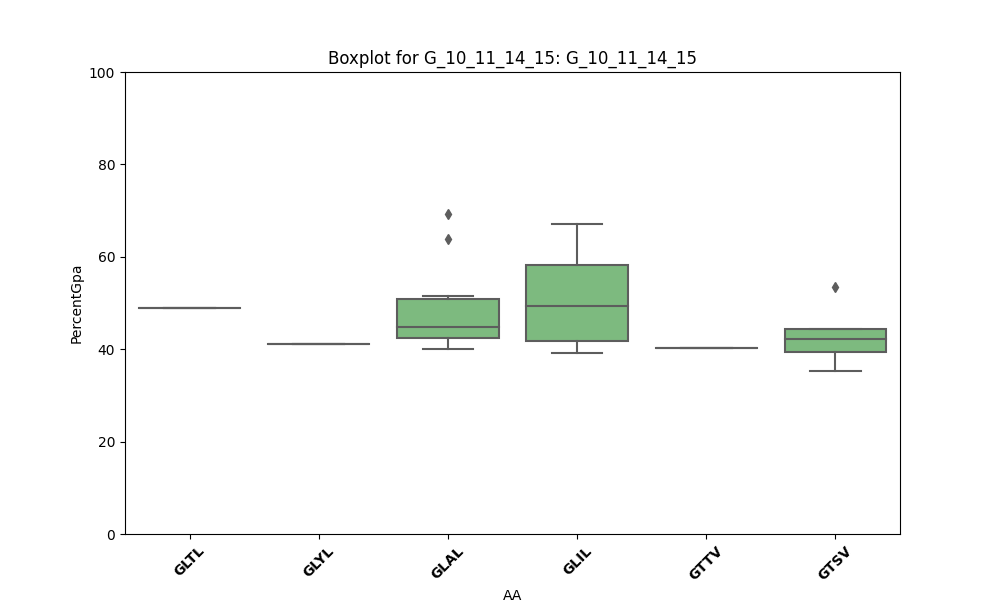 Boxplot for G_10_11_14_15: G_10_11_14_15
100
80
60
40
20
0
PercentGpa
GLTL
GLYL
GLAL
GLIL
GTTV
GTSV
AA